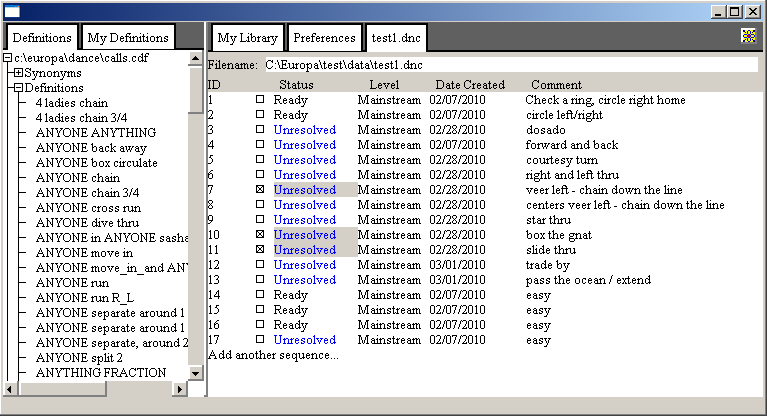 Definitions My Definitions
c:\europa\dance\calls.cdf
Synonyms
Definitions
4 ladies chain
4 ladies chain 3/4
ANYONE ANYTHING
ANYONE back away
ANYONE box circulate
ANYONE chain
ANYONE chain 3/4
ANYONE cross run
ANYONE dive thru
ANYONE in ANYONE sasha
ANYONE move in
ANYONE move_in_and ANY
ANYONE run
ANYONE run R_L
ANYONE separate around 1
ANYONE separate around 1
ANYONE separate, around 2
ANYONE split 2
ANYTHING FRACTION
My Library Preferences test1.dnc
Filename: C:\Europa\test\data\test1.dnc
ID Status Level Date Created Comment
1 Ready Mainstream 02/07/2010 Check a ring, circle right home
2 Ready Mainstream 02/07/2010 circle left/right
3 Unresolved Mainstream 02/28/2010 dosado
4 Unresolved Mainstream 02/07/2010 forward and back
5 Unresolved Mainstream 02/28/2010 courtesy turn
6 Unresolved Mainstream 02/28/2010 right and left thru
7 Unresolved Mainstream 02/28/2010 veer left - chain down the line
8 Unresolved Mainstream 02/28/2010 centers veer left - chain down the line
9 Unresolved Mainstream 02/28/2010 star thru
10 Unresolved Mainstream 02/28/2010 box the gnat
11 Unresolved Mainstream 02/28/2010 slide thru
12 Unresolved Mainstream 03/01/2010 trade by
13 Unresolved Mainstream 03/01/2010 pass the ocean / extend
14 Ready Mainstream 02/07/2010 easy
15 Ready Mainstream 02/07/2010 easy
16 Ready Mainstream 02/07/2010 easy
17 Unresolved Mainstream 02/28/2010 easy
Add another sequence...